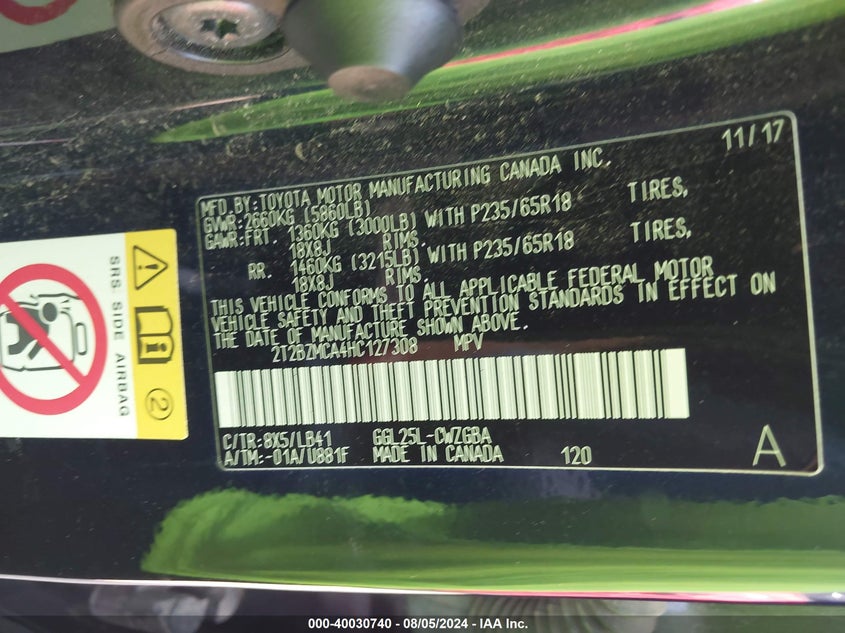 11/17
MFD.BY:TOYOTA MOTOR MANUFACTURING CANADA INC.
GVWR:2660KG (5860LB)
GAWR:FRT. 1360KG (3000LB) WITH P235/65R18 TIRES,
18X8J RIMS.
RR. 1460KG (3215LB) WITH P235/65R18 TIRES,
18X8J RIMS.
THIS VEHICLE CONFORMS TO ALL APPLICABLE FEDERAL MOTOR
VEHICLE SAFETY AND THEFT PREVENTION STANDARDS IN EFFECT ON
THE DATE OF MANUFACTURE SHOWN ABOVE.
2T2BZMCA4HC127308 MPV
C/TR:8X5/LB41 GGL25L-CWZGBA
A/TM:-01A/U881F MADE IN CANADA 120
A
SRS SIDE AIRBAG
2
000-40030740 - 08/05/2024 - IAA Inc.